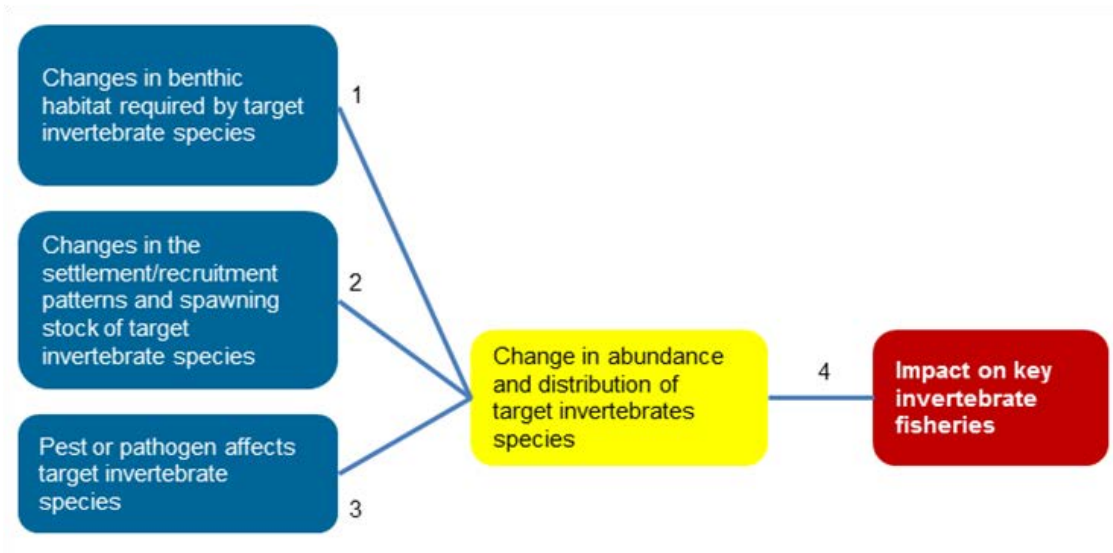 Changes in benthic
habitat required by target
invertebrate species
1
Changes in the
settlement/recruitment
patterns and spawning
stock of target
invertebrate species
2
Pest or pathogen affects
target invertebrate
species
3
Change in abundance
and distribution of
target invertebrates
species
4
Impact on key
invertebrate
fisheries